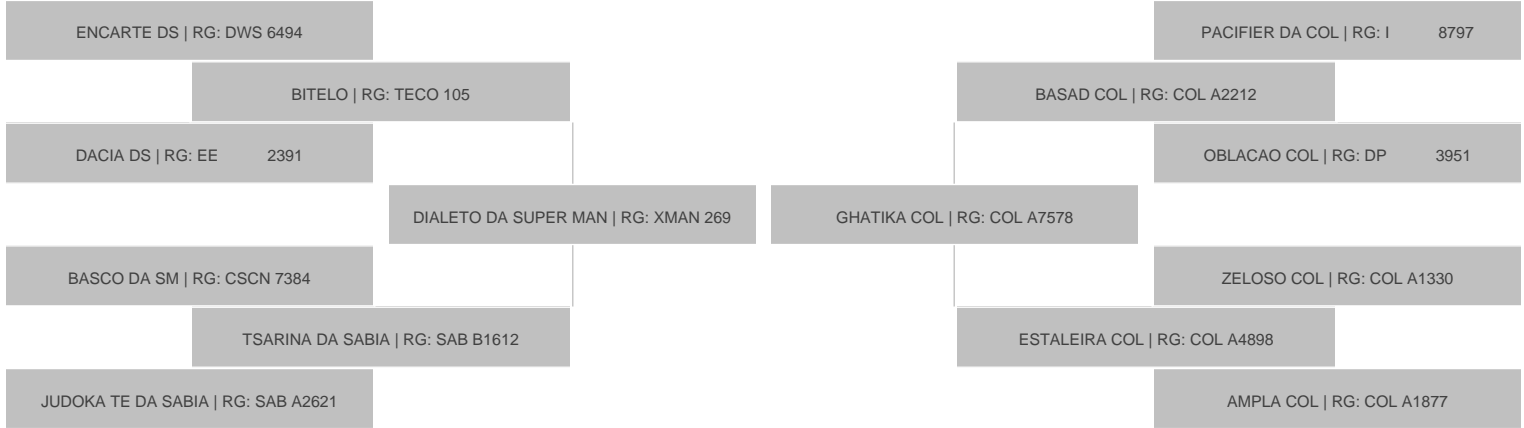 ENCARTE DS | RG: DWS 6494
PACIFIER DA COL | RG: I 8797
BITELO | RG: TECO 105
BASAD COL | RG: COL A2212
DACIA DS | RG: EE 2391
OBLACAO COL | RG: DP 3951
DIALETO DA SUPER MAN | RG: XMAN 269
GHATIKA COL | RG: COL A7578
BASCO DA SM | RG: CSCN 7384
ZELOSO COL | RG: COL A1330
TSARINA DA SABIA | RG: SAB B1612
ESTALEIRA COL | RG: COL A4898
JUDOKA TE DA SABIA | RG: SAB A2621
AMPLA COL | RG: COL A1877